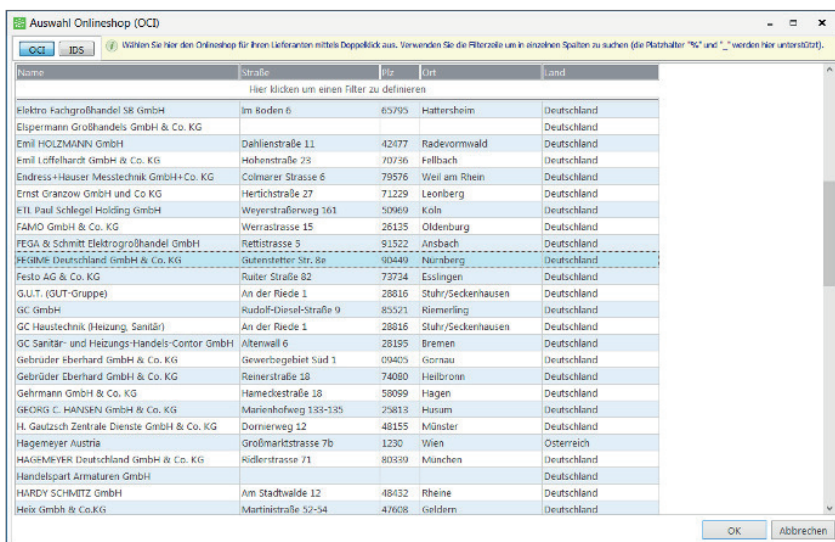 Auswahl Onlineshop (OCI)
OCI IDS Wählen Sie hier den Onlineshop für ihren Lieferanten mittels Doppelklick aus. Verwenden Sie die Filterzeile um in einzelnen Spalten zu suchen (die Platzhalter "%" und "_" werden hier unterstützt).
Name Straße Plz Ort Land
Hier klicken um einen Filter zu definieren
Elektro Fachgroßhandel SB GmbH Im Boden 6 65795 Hattersheim Deutschland
Elspermann Großhandels GmbH & Co. KG Deutschland
Emil HOLZMANN GmbH Dahlienstraße 11 42477 Radevormwald Deutschland
Emil Löffelhardt GmbH & Co. KG Höhenstraße 23 70736 Fellbach Deutschland
Endress+Hauser Messtechnik GmbH+Co. KG Colmarer Strasse 6 79576 Weil am Rhein Deutschland
Ernst Granzow GmbH und Co KG Hertichstraße 27 71229 Leonberg Deutschland
ETL Paul Schlegel Holding GmbH Weyerstraßerweg 161 50969 Köln Deutschland
FAMO GmbH & Co. KG Werrastrasse 15 26135 Oldenburg Deutschland
FEGA & Schmitt Elektrogroßhandel GmbH Rettistrasse 5 91522 Ansbach Deutschland
FEGIME Deutschland GmbH & Co. KG Gutenstetter Str. 8e 90449 Nürnberg Deutschland
Festo AG & Co. KG Ruiter Straße 82 73734 Esslingen Deutschland
G.U.T. (GUT-Gruppe) An der Riede 1 28816 Stuhr/Seckenhausen Deutschland
GC GmbH Rudolf-Diesel-Straße 9 85521 Riemerling Deutschland
GC Haustechnik (Heizung, Sanitär) An der Riede 1 28816 Stuhr/Seckenhausen Deutschland
GC Sanitär- und Heizungs-Handels-Contor GmbH Altenwall 6 28195 Bremen Deutschland
Gebrüder Eberhard GmbH & Co. KG Gewerbegebiet Süd 1 09405 Gornau Deutschland
Gebrüder Eberhard GmbH & Co. KG Reinerstraße 18 74080 Heilbronn Deutschland
Gehrmann GmbH & Co. KG Hameckestraße 18 58099 Hagen Deutschland
GEORG C. HANSEN GmbH & Co. KG Marienhofweg 133-135 25813 Husum Deutschland
H. Gautzsch Zentrale Dienste GmbH & Co. KG Dornierweg 12 48155 Münster Deutschland
Hagemeyer Austria Großmarktstrasse 7b 1230 Wien Österreich
HAGEMEYER Deutschland GmbH & Co. KG Ridlerstrasse 71 80339 München Deutschland
Handelspart Armaturen GmbH Deutschland
HARDY SCHMITZ GmbH Am Stadtwalde 12 48432 Rheine Deutschland
Heix Gmbh & Co.KG Martinistraße 52-54 47608 Geldern Deutschland
OK Abbrechen